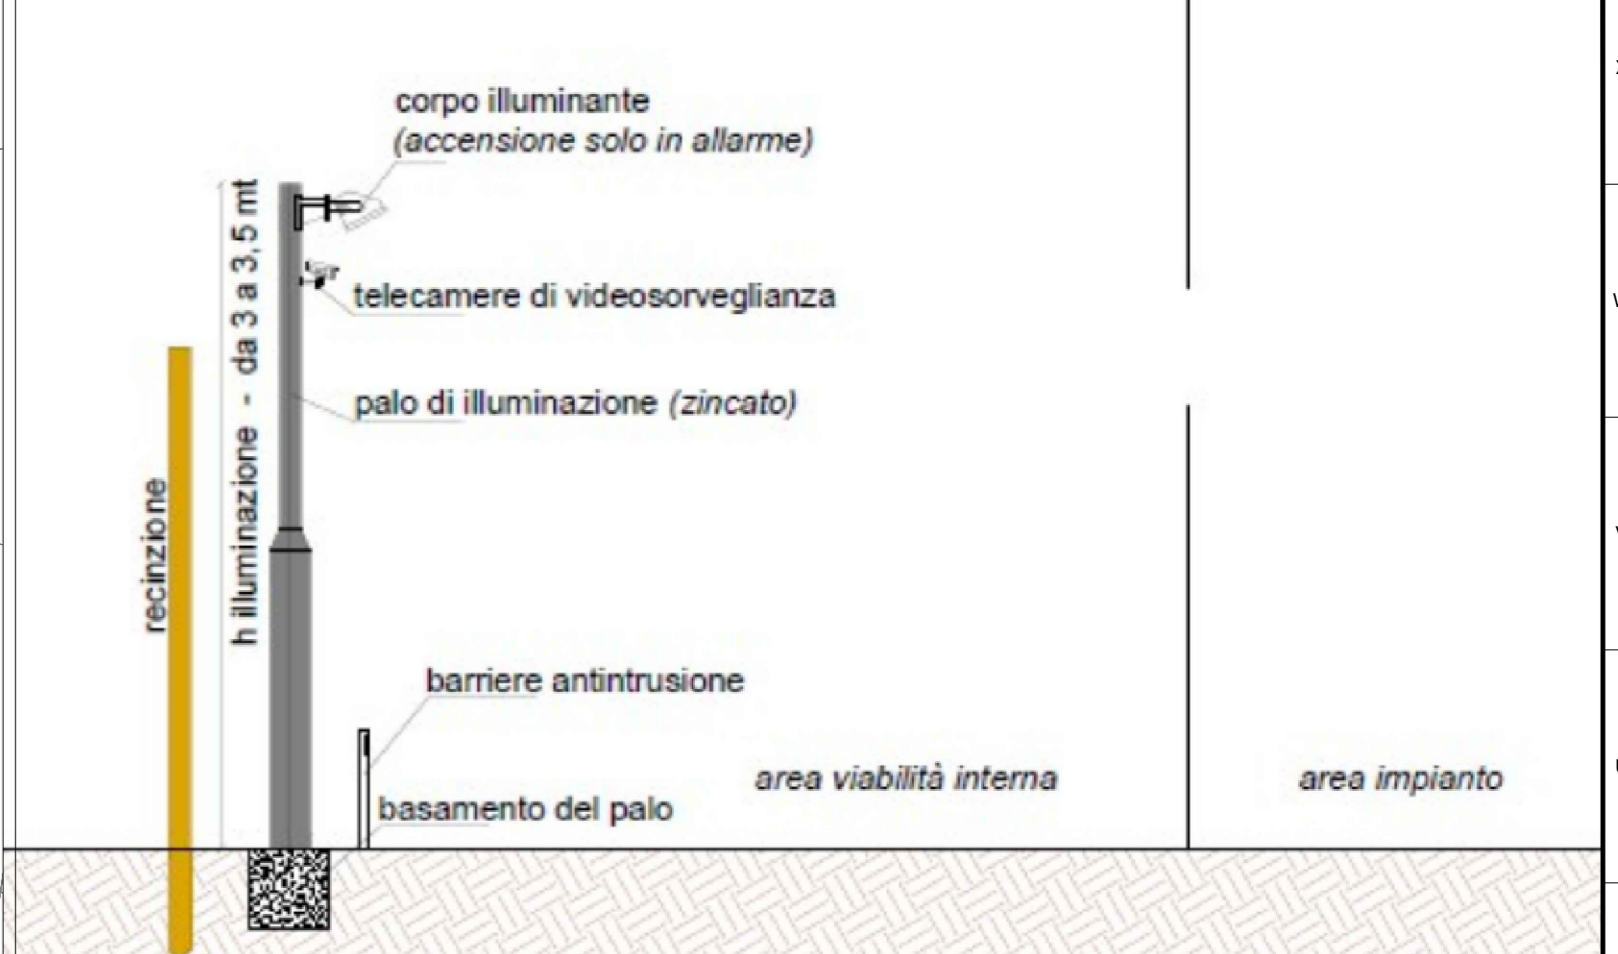 corpo illuminante
(accensione solo in allarme)
h illuminazione - da 3 a 3,5 mt
telecamere di videosorveglianza
palo di illuminazione (zincato)
recinzione
barriere antintrusione
basamento del palo
area viabilità interna
area impianto